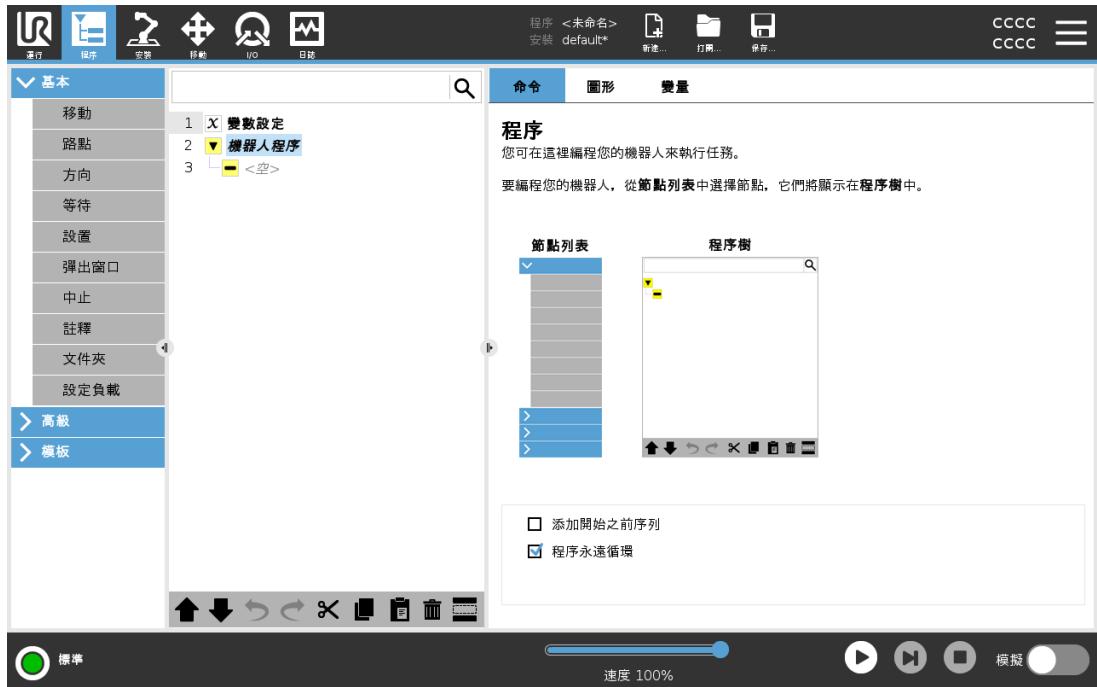 程序 <未命名>
安裝 default*
cccc
cccc
運行
程序
安裝
移動
I/O
日誌
新建...
打開...
保存...
基本
移動
路點
方向
等待
設置
彈出窗口
中止
註釋
文件夾
設定負載
高級
模板
1 x 變數設定
2 機器人程序
3 <空>
命令 圖形 變量
程序
您可在這裡編程您的機器人來執行任務。
要編程您的機器人，從節點列表中選擇節點，它們將顯示在程序樹中。
節點列表 程序樹
添加開始之前序列
程序永遠循環
標準
速度 100%
模擬